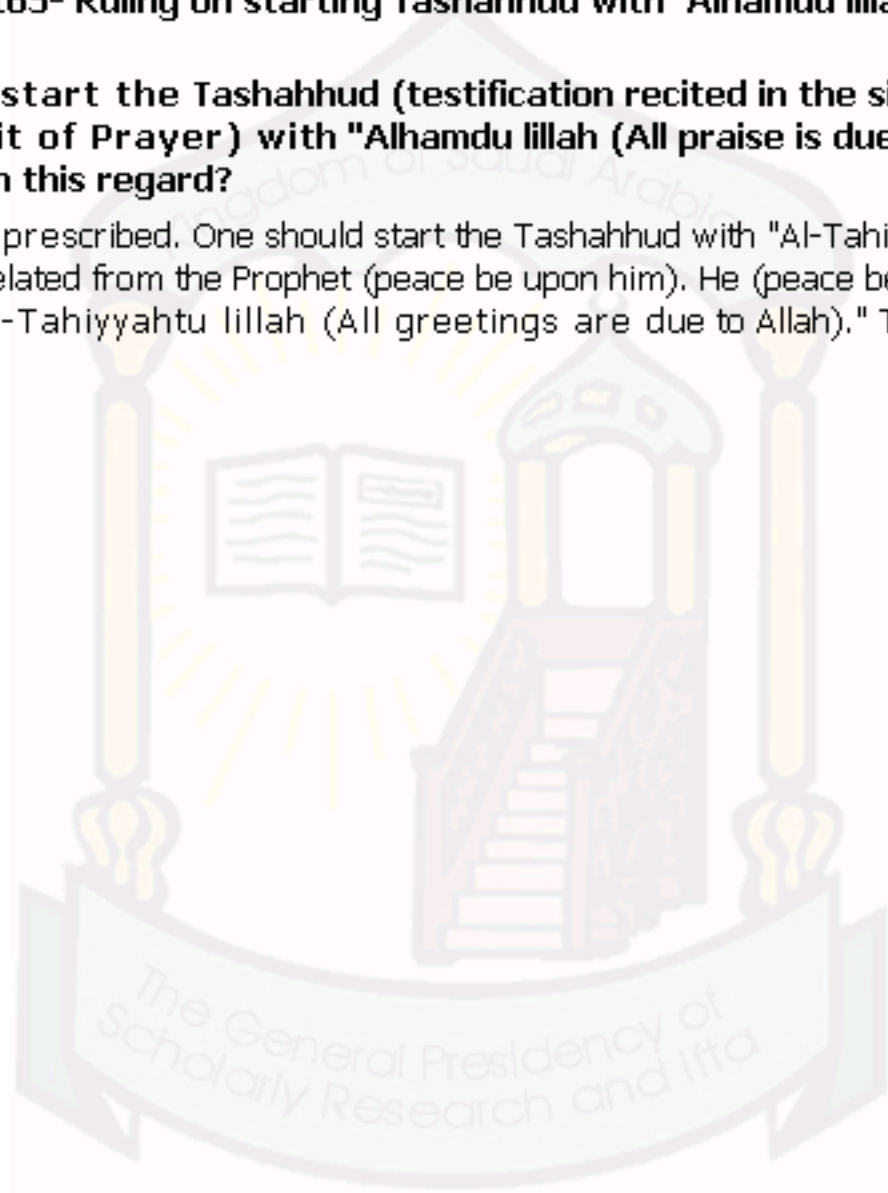 165- Ruling on starting Tashahhud with "Alhamdu lilla
start the Tashahhud (testification recited in the si
it of Prayer) with "Alhamdu lillah (All praise is due
n this regard?
prescribed. One should start the Tashahhud with "Al-Tahi
elated from the Prophet (peace be upon him). He (peace be
-Tahiyyahtu lillah (All greetings are due to Allah)." T
Kingdom of Saudi Arabia
The General Presidency of
Scholarly Research and Ifta